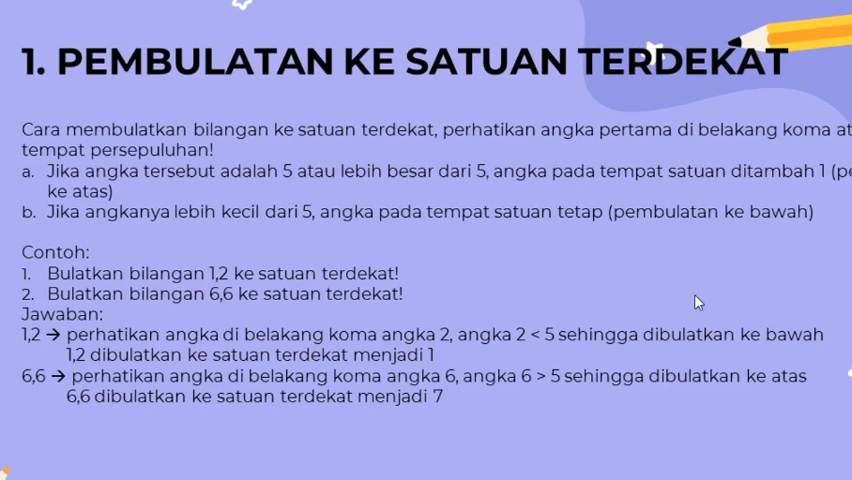 1. PEMBULATAN KE SATUAN TERDEKAT
Cara membulatkan bilangan ke satuan terdekat, perhatikan angka pertama di belakang koma
tempat persepuluhan!
a. Jika angka tersebut adalah 5 atau lebih besar dari 5, angka pada tempat satuan ditambah 1
ke atas)
b. Jika angkanya lebih kecil dari 5, angka pada tempat satuan tetap (pembulatan ke bawah)
Contoh:
1. Bulatkan bilangan 1,2 ke satuan terdekat!
2. Bulatkan bilangan 6,6 ke satuan terdekat!
Jawaban:
1,2 → perhatikan angka di belakang koma angka 2, angka 2 < 5 sehingga dibulatkan ke bawah
1,2 dibulatkan ke satuan terdekat menjadi 1
6,6 → perhatikan angka di belakang koma angka 6, angka 6 > 5 sehingga dibulatkan ke atas
6,6 dibulatkan ke satuan terdekat menjadi 7